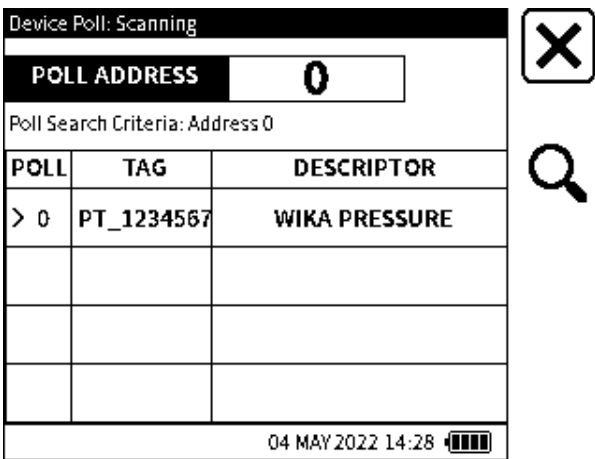 Device Poll: Scanning
POLL ADDRESS 0
Poll Search Criteria: Address 0
POLL TAG DESCRIPTOR
> 0 PT_1234567 WIKA PRESSURE
04 MAY 2022 14:28